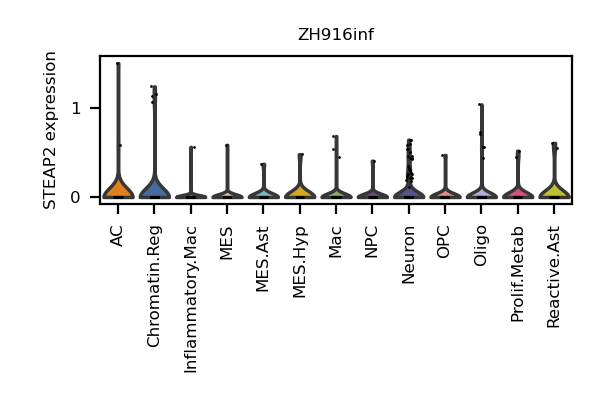 ZH916inf
STEAP2 expression
1
0
AC
Chromatin.Reg
Inflammatory.Mac
MES
MES.Ast
MES.Hyp
Mac
NPC
Neuron
OPC
Oligo
Prolif.Metab
Reactive.Ast